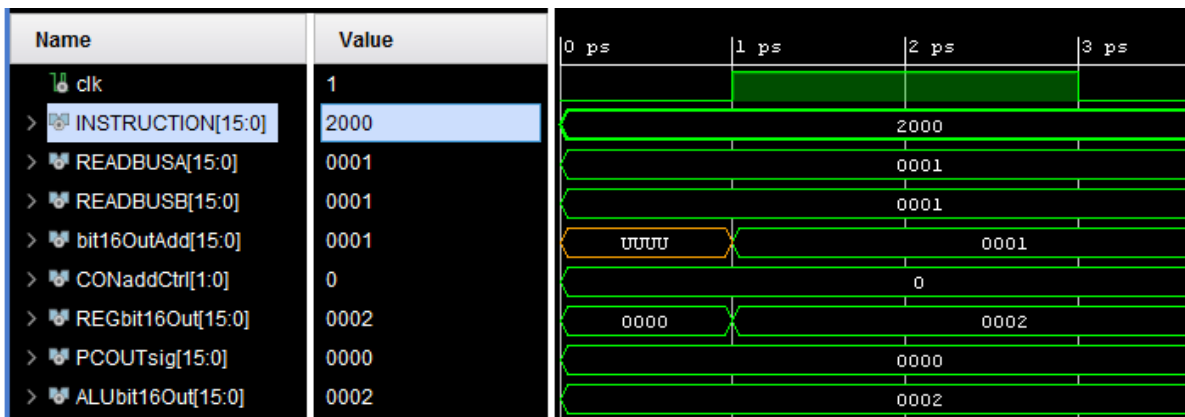 Name Value 0 ps 1 ps 2 ps 3 ps
clk 1
INSTRUCTION[15:0] 2000 2000
READBUSA[15:0] 0001 0001
READBUSB[15:0] 0001 0001
bit16OutAdd[15:0] 0001 UUUU 0001
CONaddCtrl[1:0] 0 0
REGbit16Out[15:0] 0002 0000 0002
PCOUTsig[15:0] 0000 0000
ALUbit16Out[15:0] 0002 0002